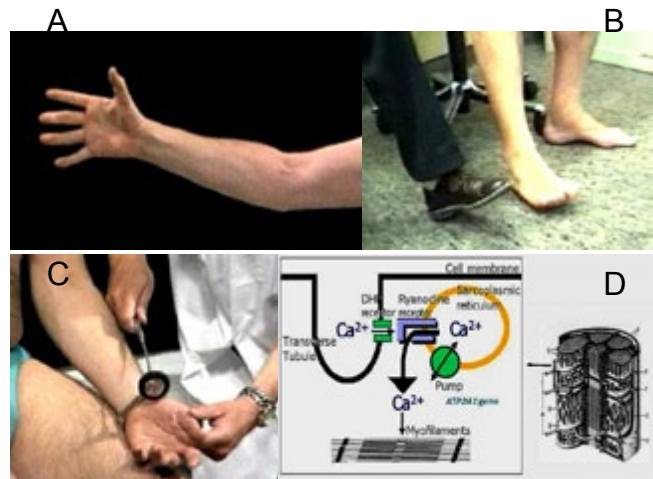 A
B
C
D
Cell membrane
Sarcoplasmic
reticulum
DHP Ryanodine
receptor receptor
Ca²⁺ Ca²⁺
Transverse
Tubule
Pump
ATP2A1 gene
Ca²⁺
Myofilaments